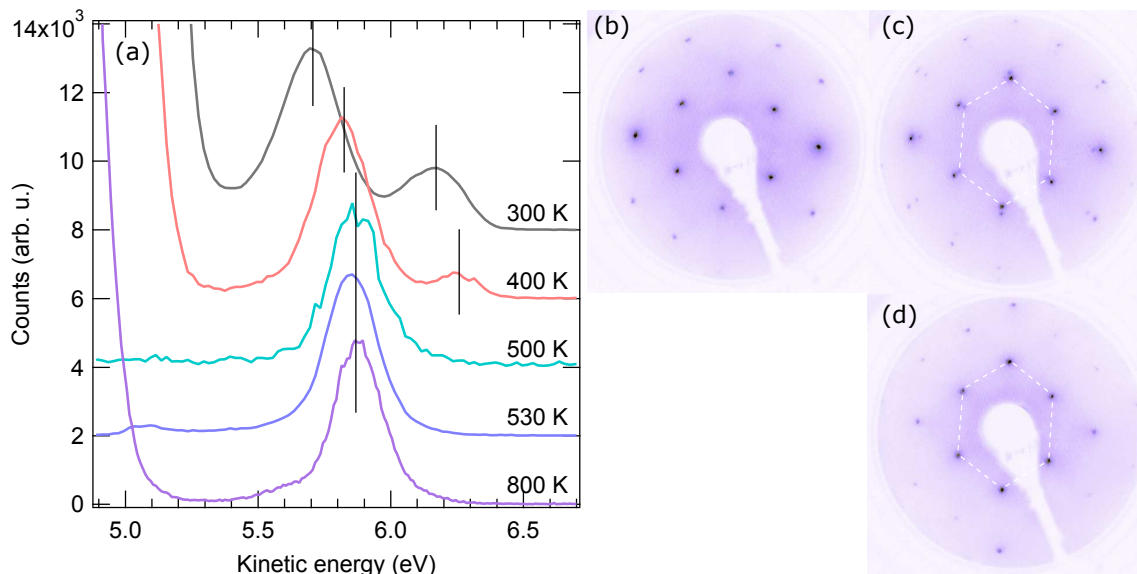 (a)
(b)
(c)
(d)
14x10³
12
10
8
6
4
2
0
Counts (arb. u.)
300 K
400 K
500 K
530 K
800 K
5.0
5.5
6.0
6.5
Kinetic energy (eV)